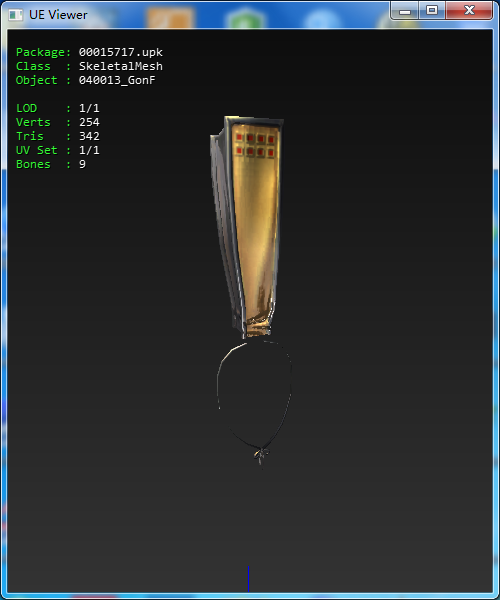 UE Viewer
Package: 00015717.upk
Class  : SkeletalMesh
Object : 040013_GonF
LOD    : 1/1
Verts  : 254
Tris   : 342
UV Set : 1/1
Bones  : 9